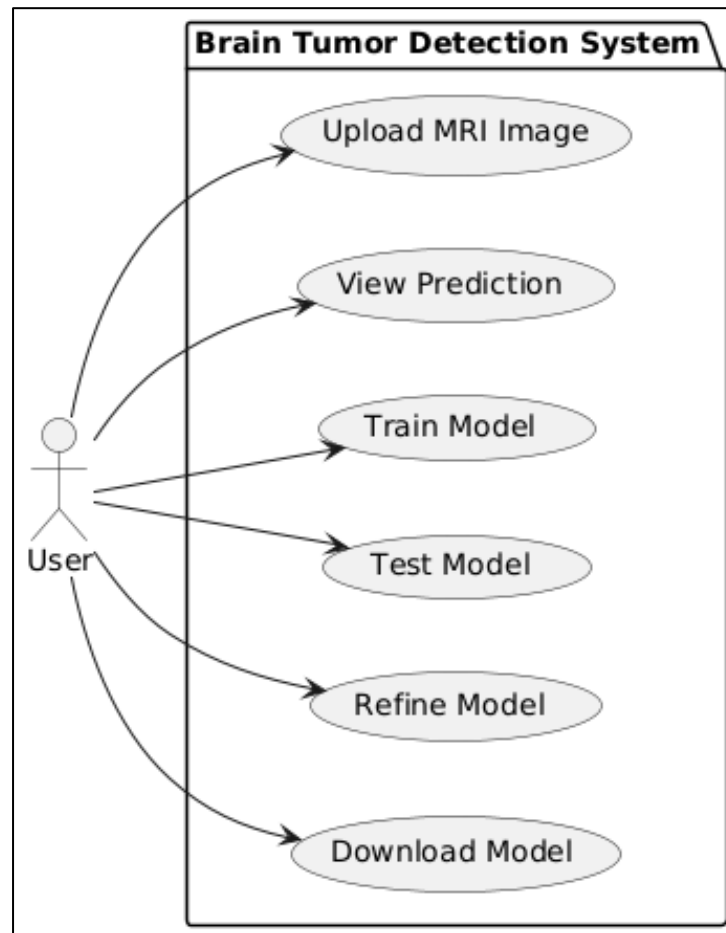 Brain Tumor Detection System
Upload MRI Image
View Prediction
Train Model
Test Model
User
Refine Model
Download Model